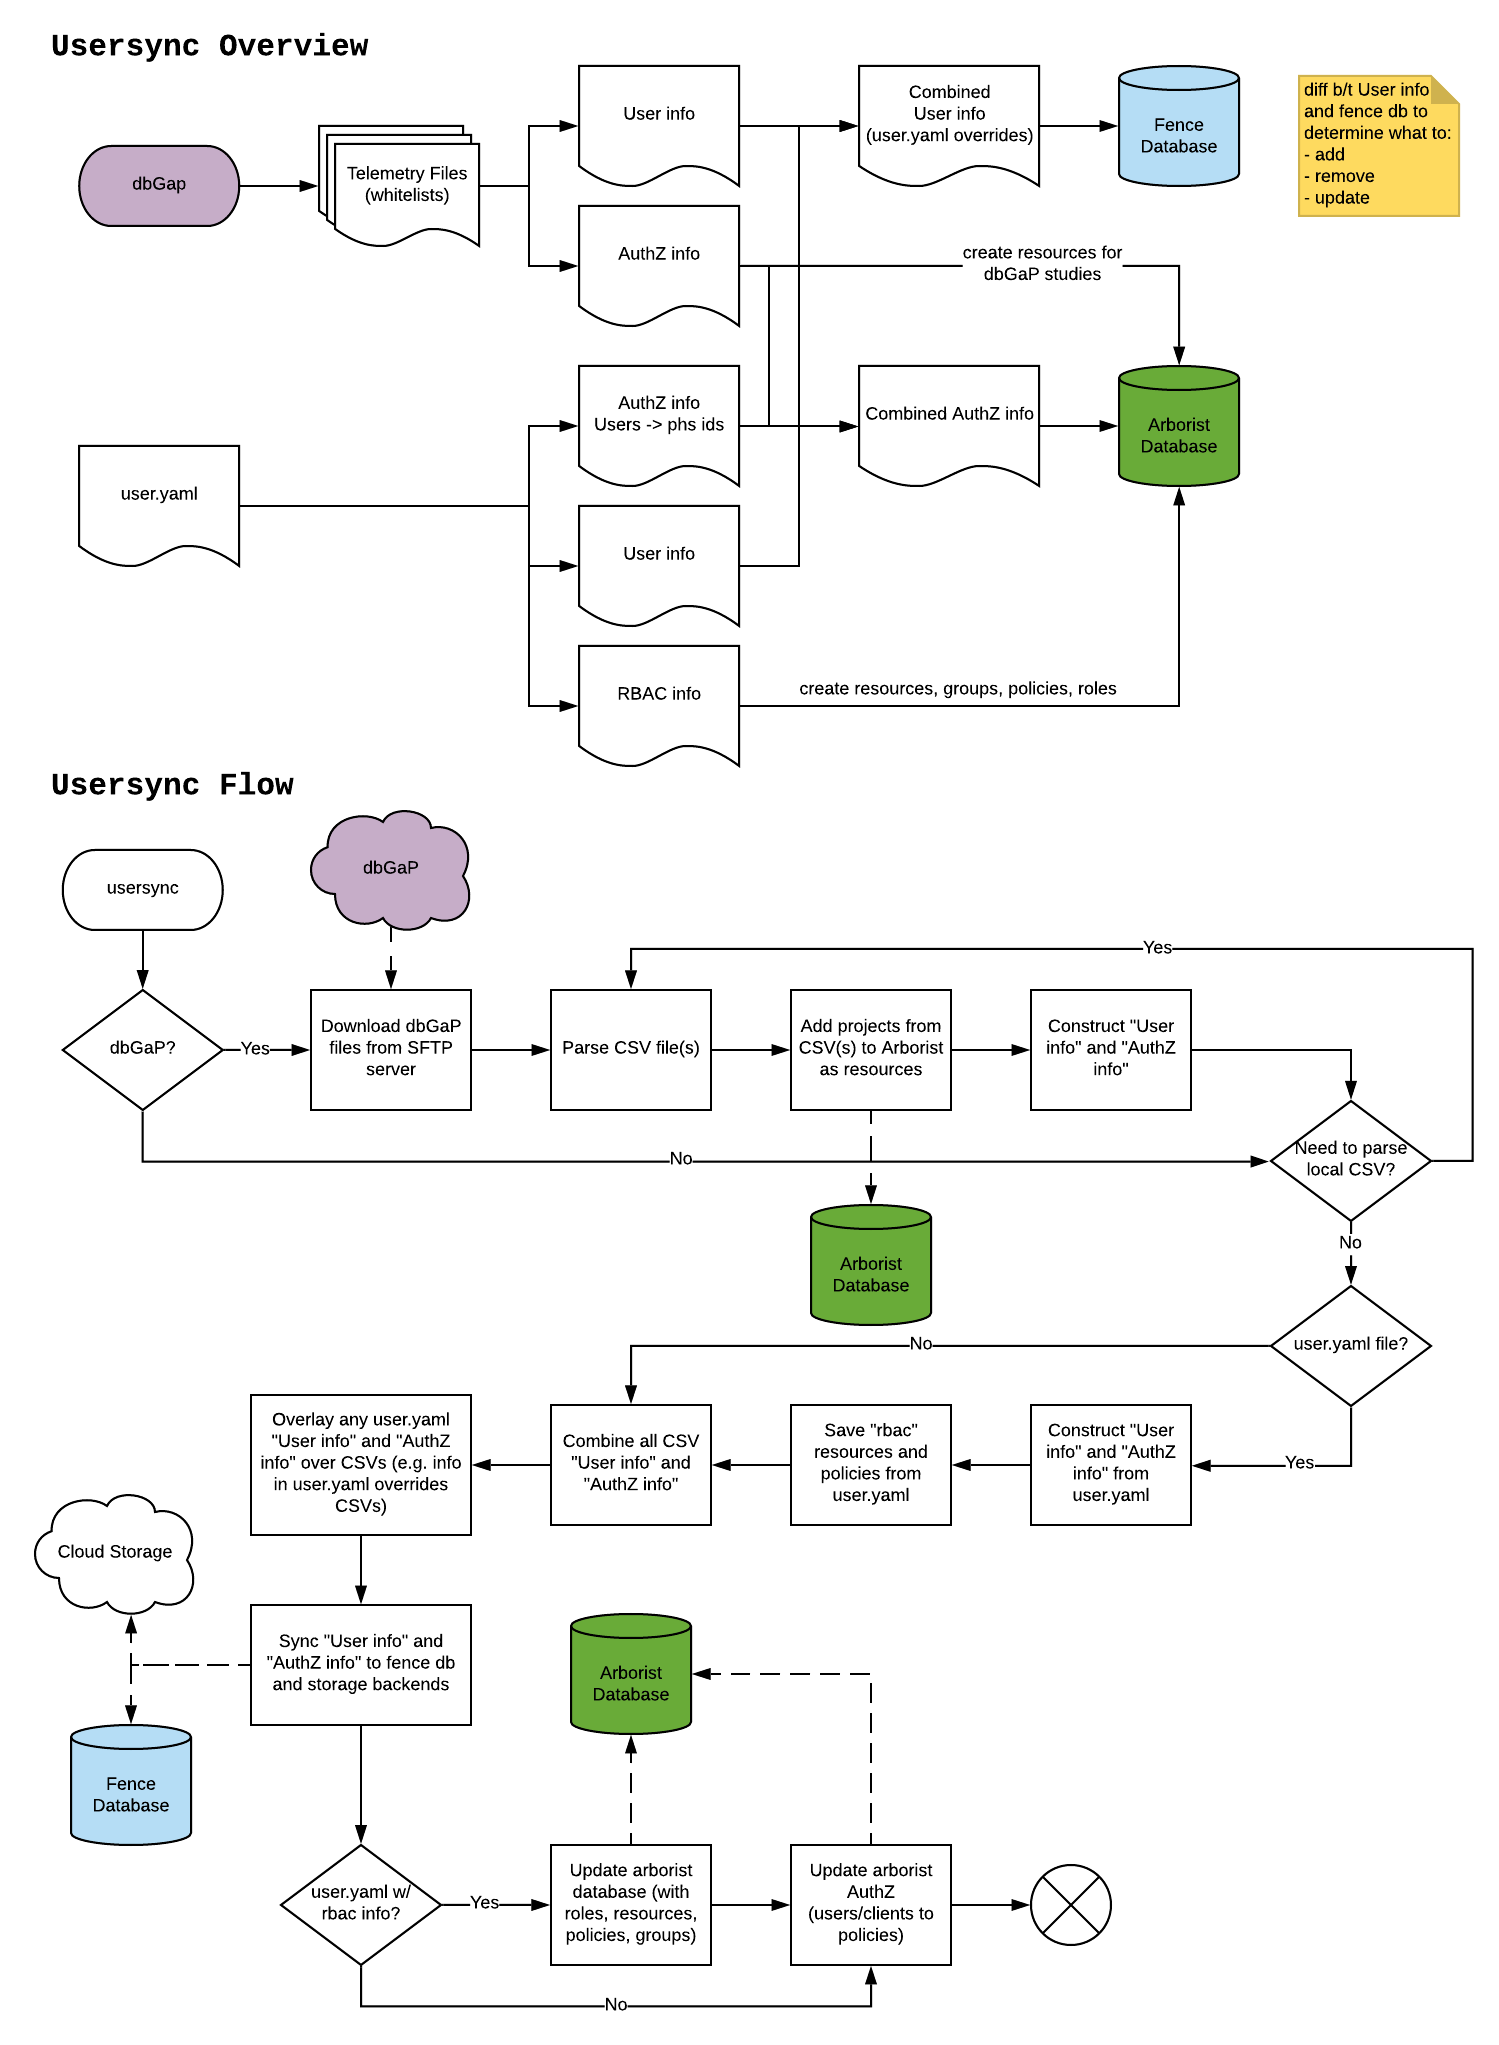 Usersync Overview
dbGap
Telemetry Files
(whitelists)
User info
Combined
User info
(user.yaml overrides)
Fence
Database
diff b/t User info
and fence db to
determine what to:
- add
- remove
- update
AuthZ info
create resources for
dbGaP studies
user.yaml
AuthZ info
Users -> phs ids
Combined AuthZ info
Arborist
Database
User info
RBAC info
create resources, groups, policies, roles
Usersync Flow
usersync
dbGaP
Yes
dbGaP?
Yes
Download dbGaP
files from SFTP
server
Parse CSV file(s)
Add projects from
CSV(s) to Arborist
as resources
Construct "User
info" and "AuthZ
info"
No
Need to parse
local CSV?
Arborist
Database
No
user.yaml file?
No
Yes
Construct "User
info" and "AuthZ
info" from
user.yaml
Save "rbac"
resources and
policies from
user.yaml
Combine all CSV
"User info" and
"AuthZ info"
Overlay any user.yaml
"User info" and "AuthZ
info" over CSVs (e.g. info
in user.yaml overrides
CSVs)
Cloud Storage
Sync "User info" and
"AuthZ info" to fence db
and storage backends
Fence
Database
Arborist
Database
user.yaml w/
rbac info?
Yes
Update arborist
database (with
roles, resources,
policies, groups)
Update arborist
AuthZ
(users/clients to
policies)
No